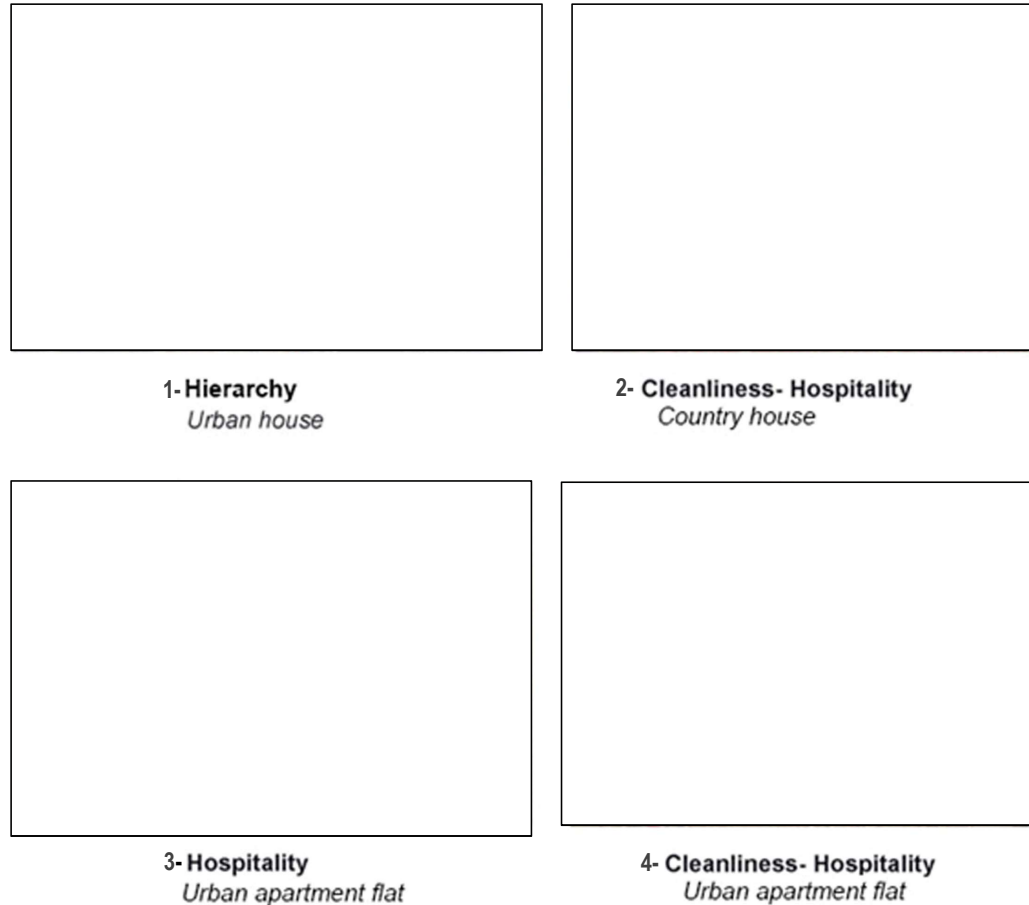 1- Hierarchy
Urban house
2- Cleanliness- Hospitality
Country house
3- Hospitality
Urban apartment flat
4- Cleanliness- Hospitality
Urban apartment flat